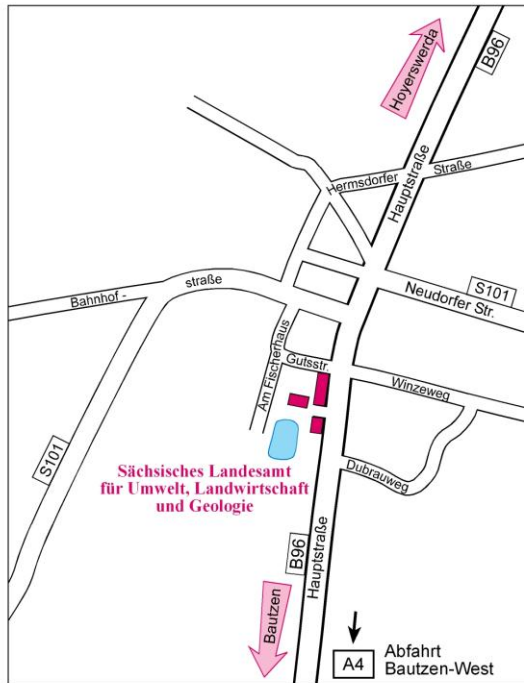 B96
Hoyerswerda
Hauptstraße
Hermsdorfer Straße
S101
Neudorfer Str.
Bahnhof - straße
Am Fischerhaus
Gutsstr.
Winzeweg
S101
Dubrauweg
Sächsisches Landesamt
für Umwelt, Landwirtschaft
und Geologie
B96
Hauptstraße
Bautzen
A4
Abfahrt
Bautzen-West